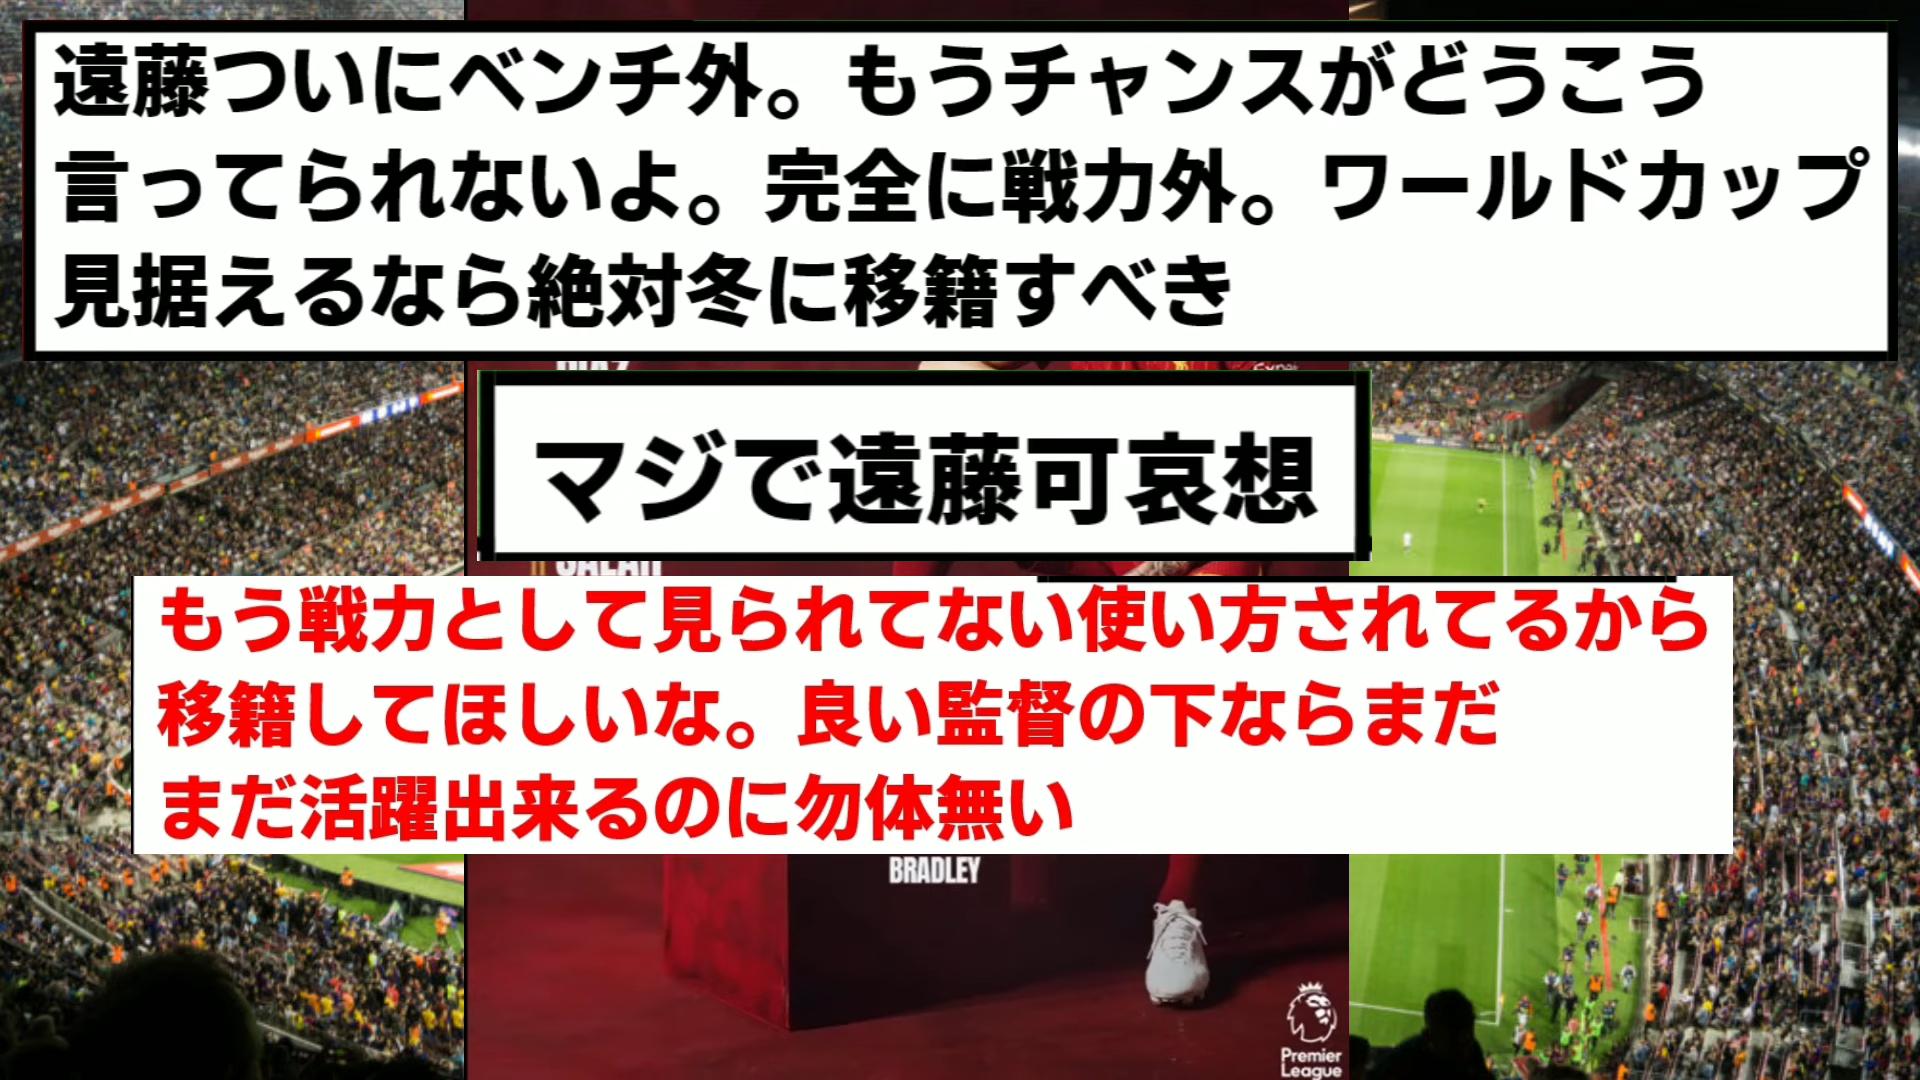 遠藤ついにベンチ外。もうチャンスがどうこう
言ってられないよ。完全に戦力外。ワールドカップ
見据えるなら絶対冬に移籍すべき
マジで遠藤可哀想
もう戦力として見られてない使い方されてるから
移籍してほしいな。良い監督の下ならまだ
まだ活躍出来るのに勿体無い
BRADLEY
Premier
League